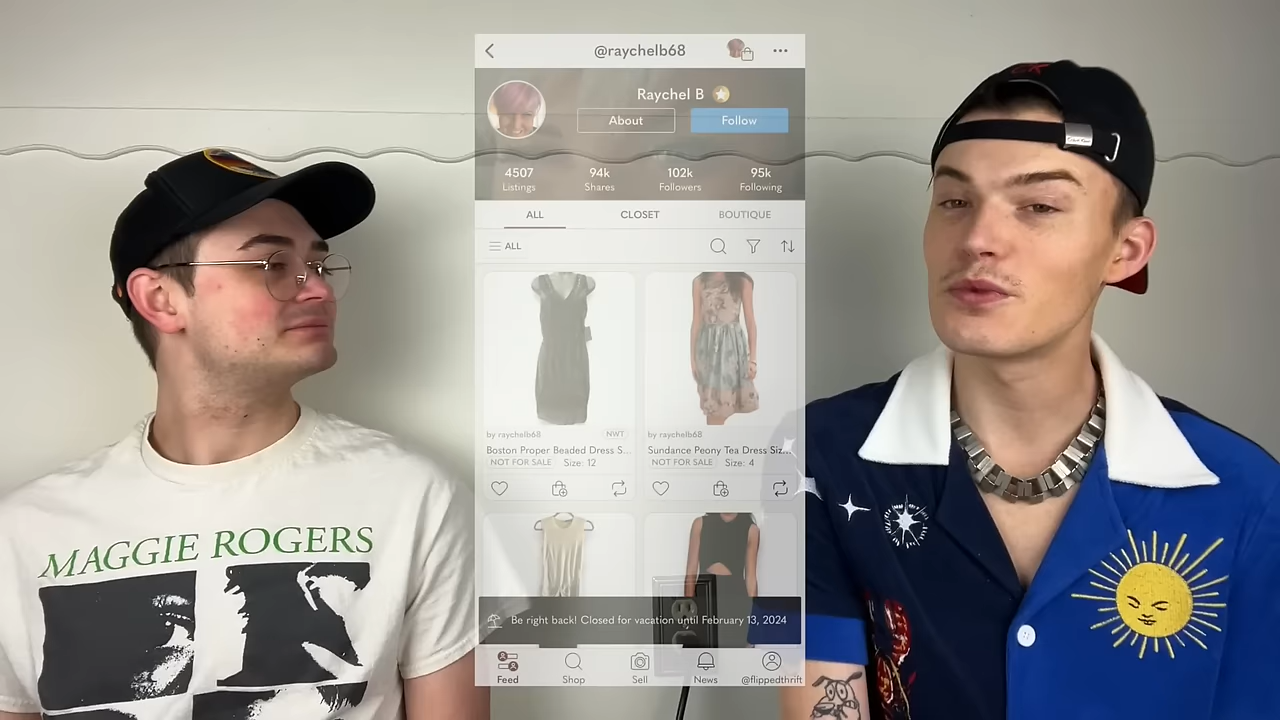 @raychelb68
Raychel B
About
Follow
4507
Listings
94k
Shares
102k
Followers
95k
Following
ALL
CLOSET
BOUTIQUE
ALL
by raychelb68
NWT
Boston Proper Beaded Dress S...
NOT FOR SALE
Size: 12
by raychelb68
Sundance Peony Tea Dress Siz...
NOT FOR SALE
Size: 4
Be right back! Closed for vacation until February 13, 2024
Feed
Shop
Sell
News
@flippedthrift
MAGGIE ROGERS
CK